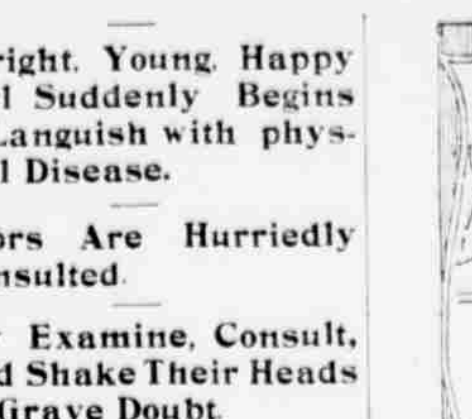 right. Young. Happy
l Suddenly Begins
Languish with phys-
l Disease.
ors Are Hurriedly
nsulted.
Examine, Consult,
d Shake Their Heads
Grave Doubt.